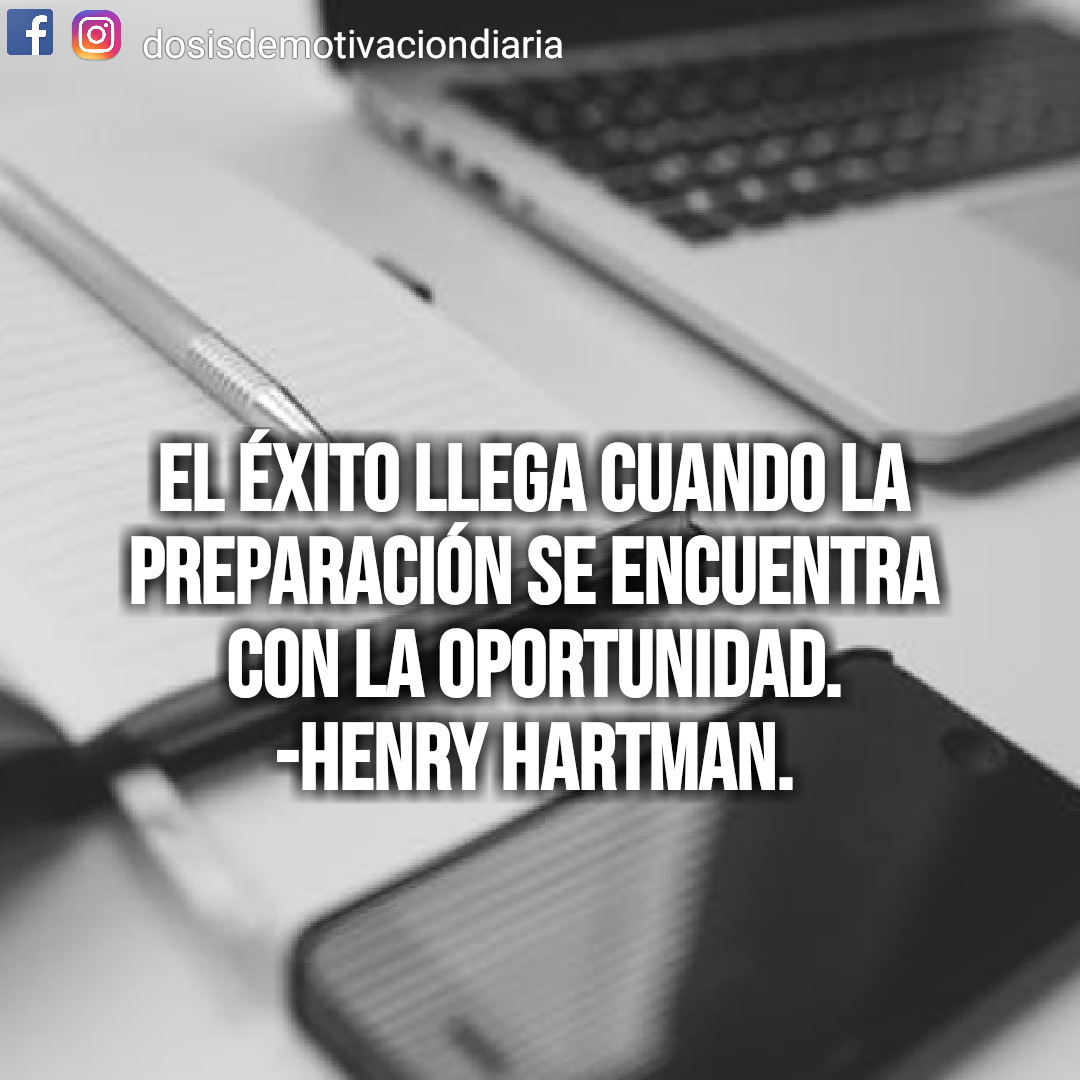 dosisdemotivaciondiaria
EL ÉXITO LLEGA CUANDO LA
PREPARACIÓN SE ENCUENTRA
CON LA OPORTUNIDAD.
-HENRY HARTMAN.